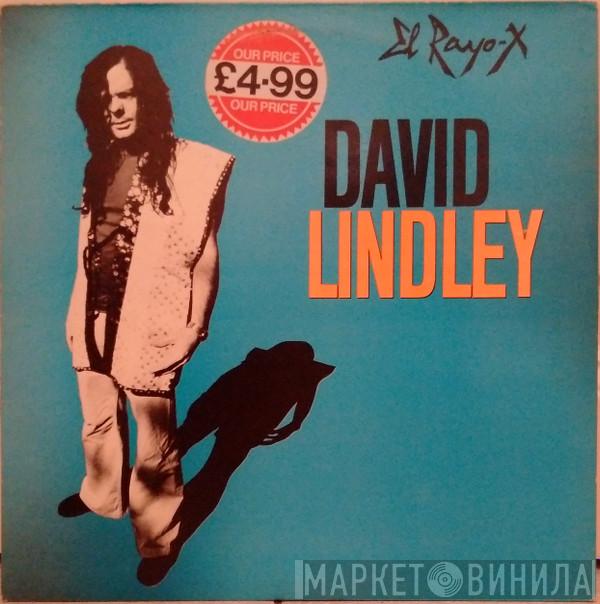 El Rayo-X
OUR PRICE
£4·99
OUR PRICE
DAVID
LINDLEY
МАРКЕТ ВИНИЛА